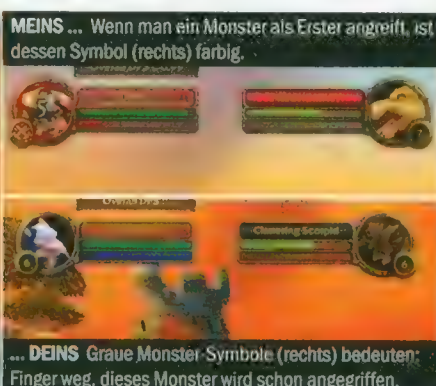 MEINS ... Wenn man ein Monster als Erster angreift, ist
dessen Symbol (rechts) farbig.
Clattering Scorpid
... DEINS Graue Monster-Symbole (rechts) bedeuten:
Finger weg, dieses Monster wird schon angegriffen.